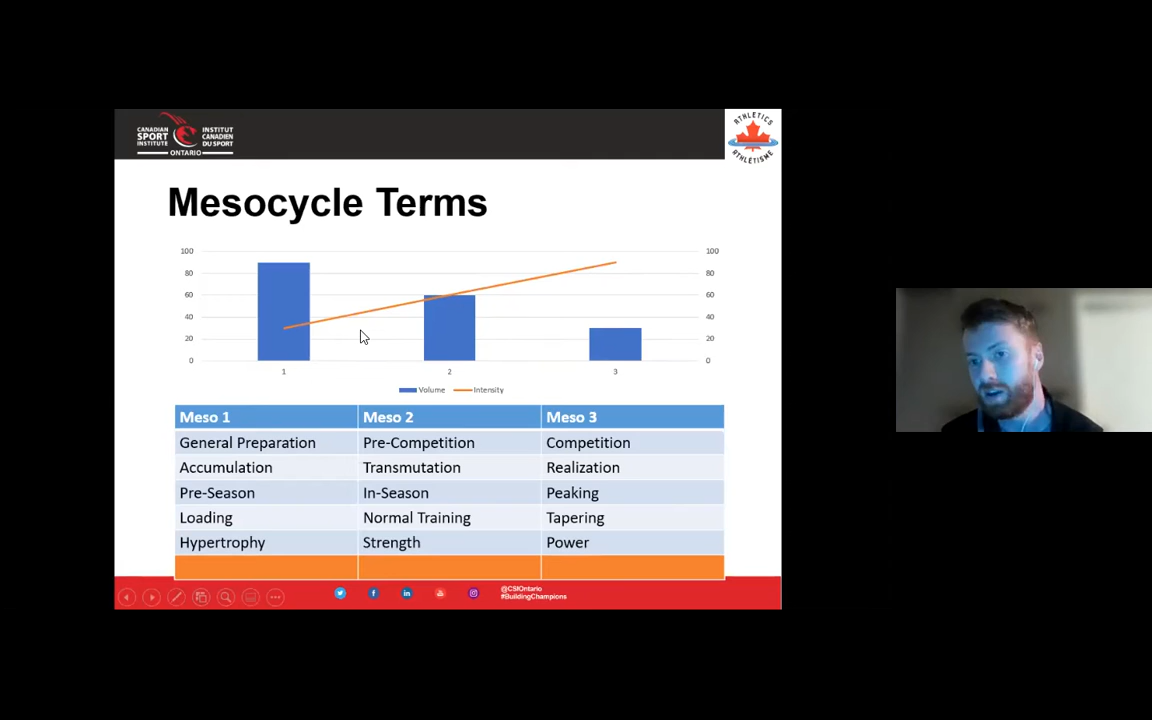 CANADIAN SPORT INSTITUTE
INSTITUT CANADIEN DU SPORT
ONTARIO
ATHLETICS
ATHLÉTISME
Mesocycle Terms
100 100
80 80
60 60
40 40
20 20
0 0
1 2 3
Volume Intensity
Meso 1 Meso 2 Meso 3
General Preparation Pre-Competition Competition
Accumulation Transmutation Realization
Pre-Season In-Season Peaking
Loading Normal Training Tapering
Hypertrophy Strength Power
@CSIOntario
#BuildingChampions